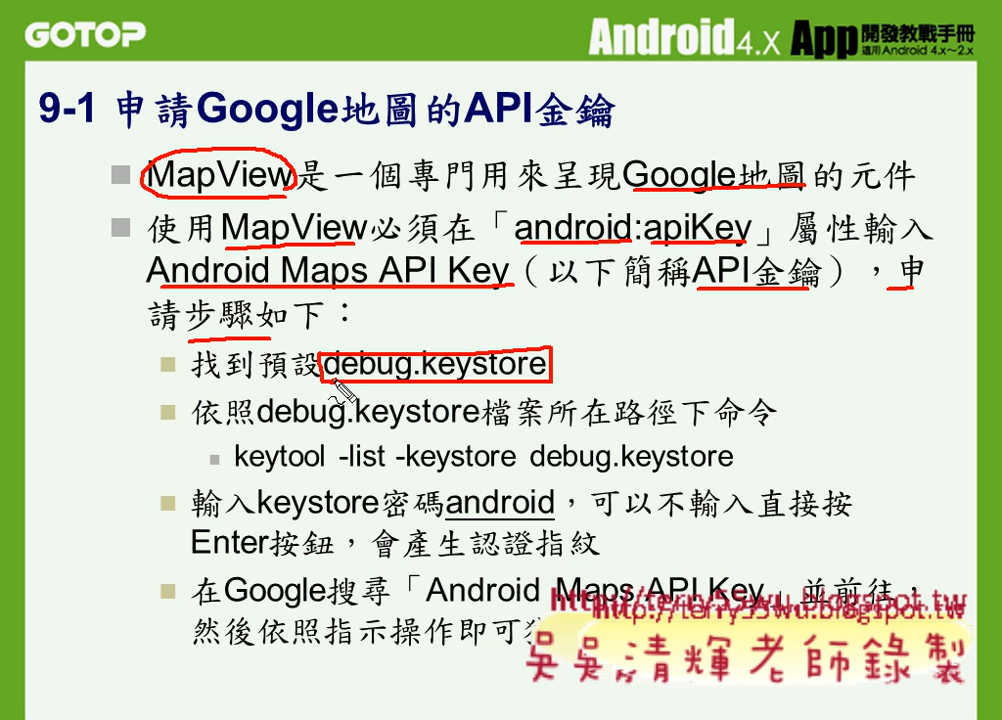 GOTOP
Android 4.x App 開發教戰手冊
適用 Android 4.x～2.x
9-1 申請Google地圖的API金鑰
MapView是一個專門用來呈現Google地圖的元件
使用MapView必須在「android:apiKey」屬性輸入
Android Maps API Key（以下簡稱API金鑰），申
請步驟如下：
找到預設debug.keystore
依照debug.keystore檔案所在路徑下命令
keytool -list -keystore debug.keystore
輸入keystore密碼android，可以不輸入直接按
Enter按鈕，會產生認證指紋
在Google搜尋「Android Maps API Key」並前往，
然後依照指示操作即可
http://terry55wu.blogspot.tw
http://terry55wu.blogspot.tw
吳吳清輝老師錄製